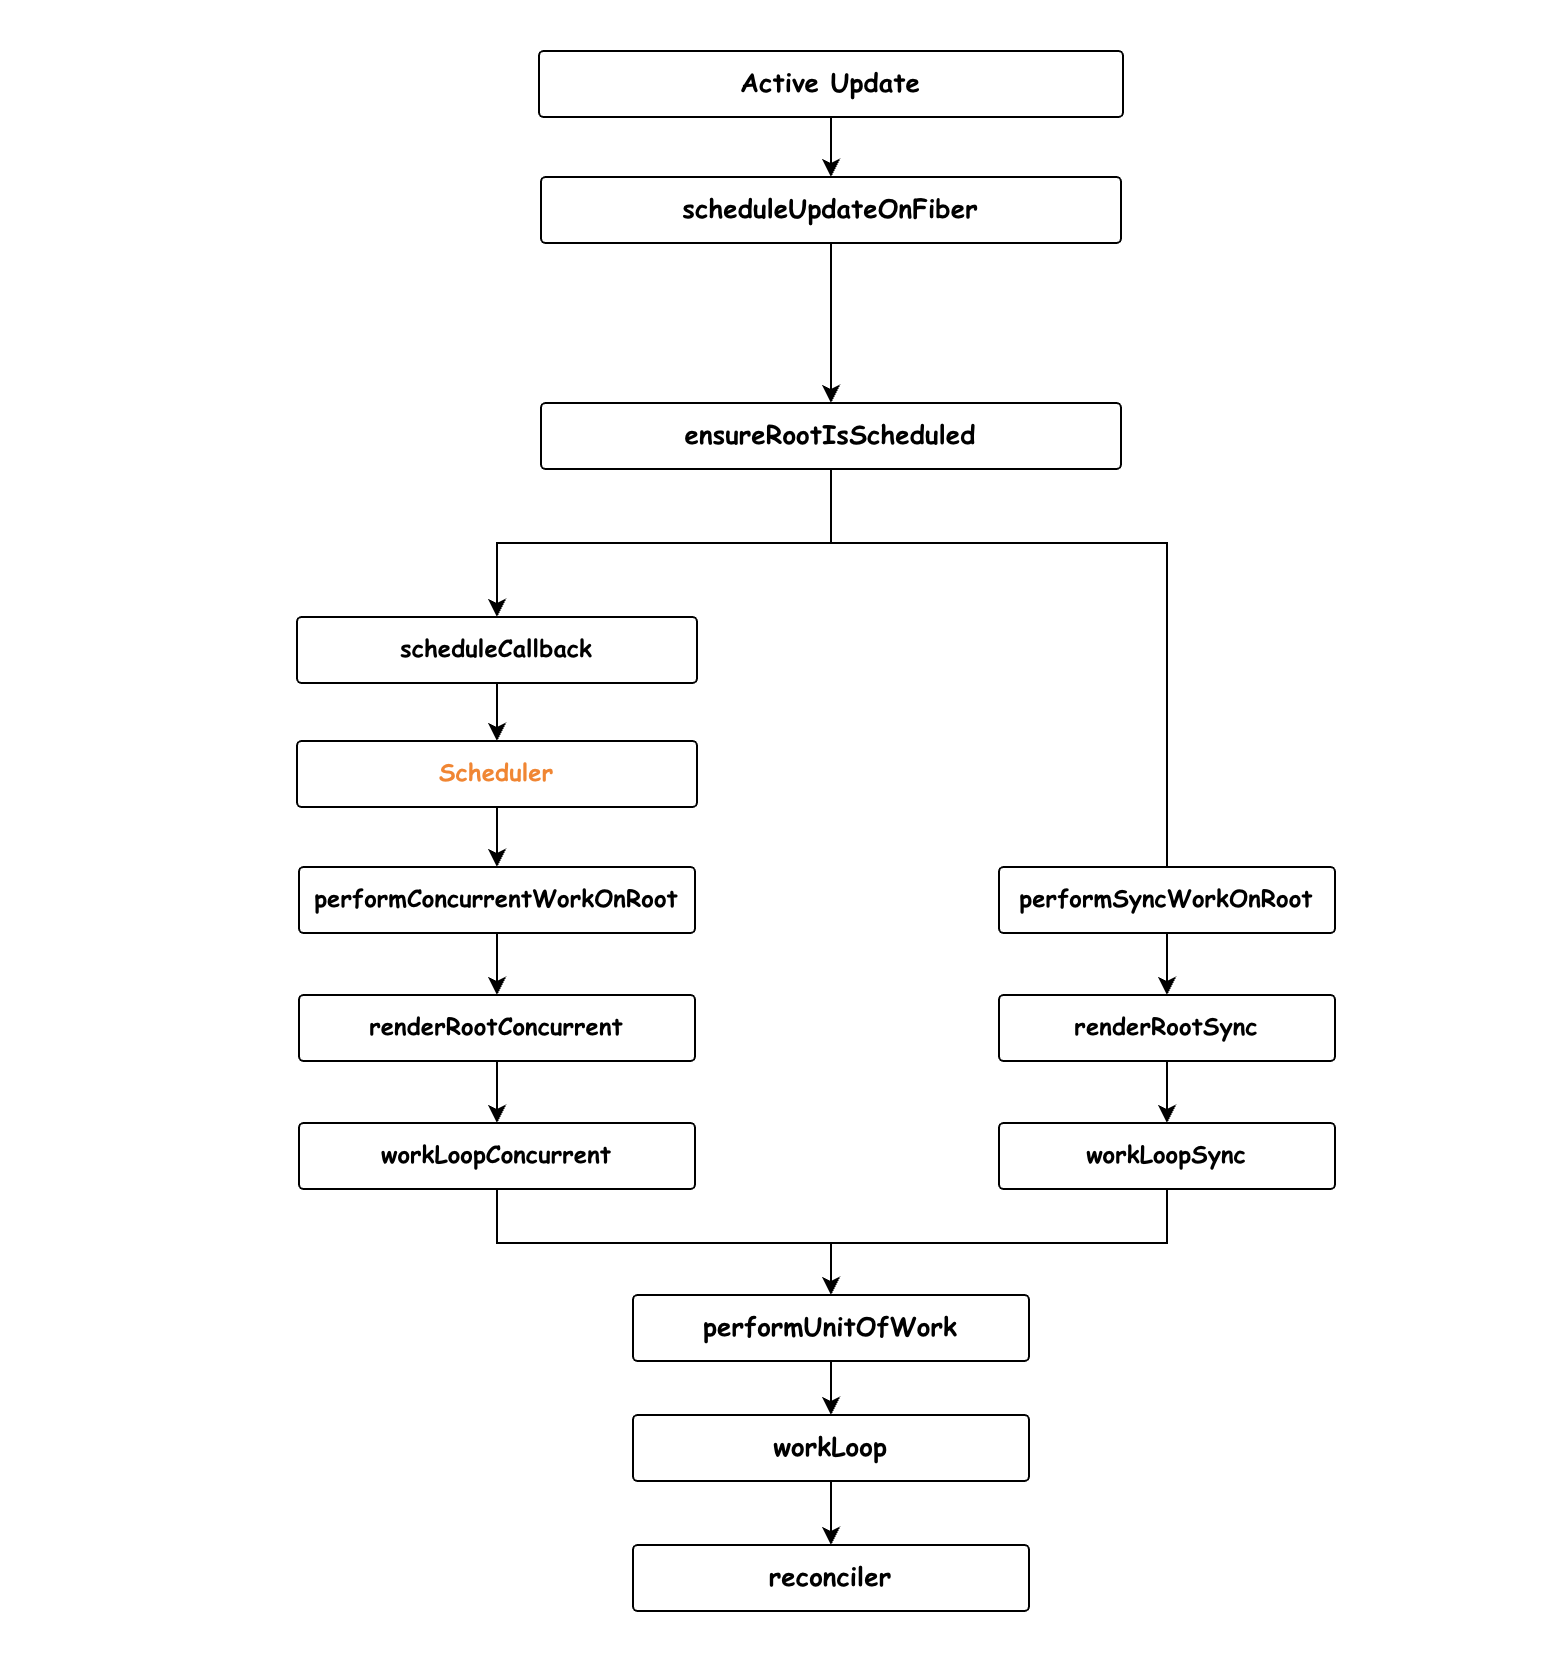 Active Update
scheduleUpdateOnFiber
ensureRootIsScheduled
scheduleCallback
Scheduler
performConcurrentWorkOnRoot
performSyncWorkOnRoot
renderRootConcurrent
renderRootSync
workLoopConcurrent
workLoopSync
performUnitOfWork
workLoop
reconciler